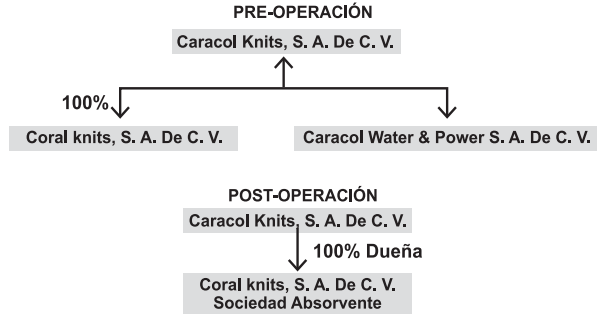 PRE-OPERACIÓN
Caracol Knits, S. A. De C. V.
100%
Coral knits, S. A. De C. V.
Caracol Water & Power S. A. De C. V.
POST-OPERACIÓN
Caracol Knits, S. A. De C. V.
100% Dueña
Coral knits, S. A. De C. V.
Sociedad Absorvente